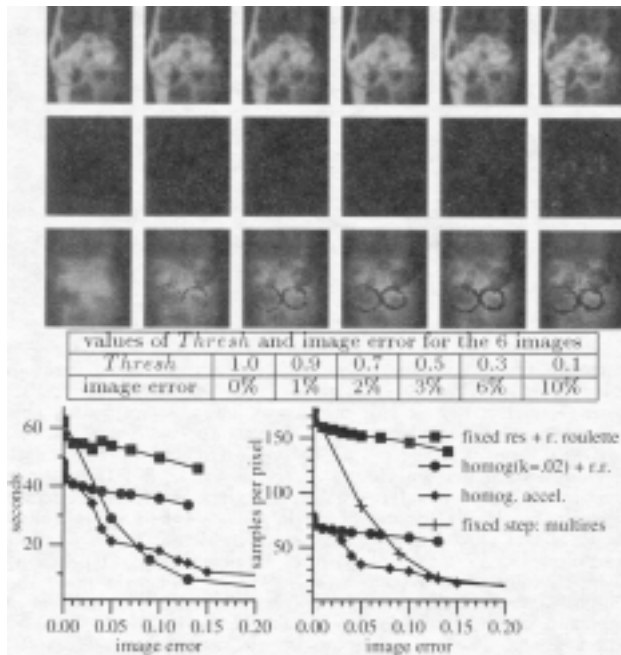 values of Thresh and image error for the 6 images
Thresh 1.0 0.9 0.7 0.5 0.3 0.1
image error 0% 1% 2% 3% 6% 10%
60
40
20
seconds
0.00 0.05 0.10 0.15 0.20
image error
150
100
50
samples per pixel
0.00 0.05 0.10 0.15 0.20
image error
fixed res + r. roulette
homog(k=.02) + r.r.
homog. accel.
fixed step: multires